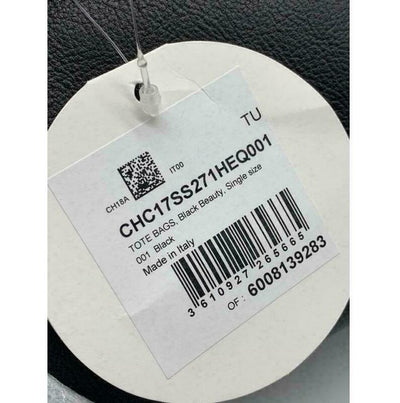 TU
CH18A
IT00
CHC17SS271HEQ001
TOTE BAGS, Black Beauty, Single size
001 Black
Made in Italy
3 610927 265665
OF : 6008139283